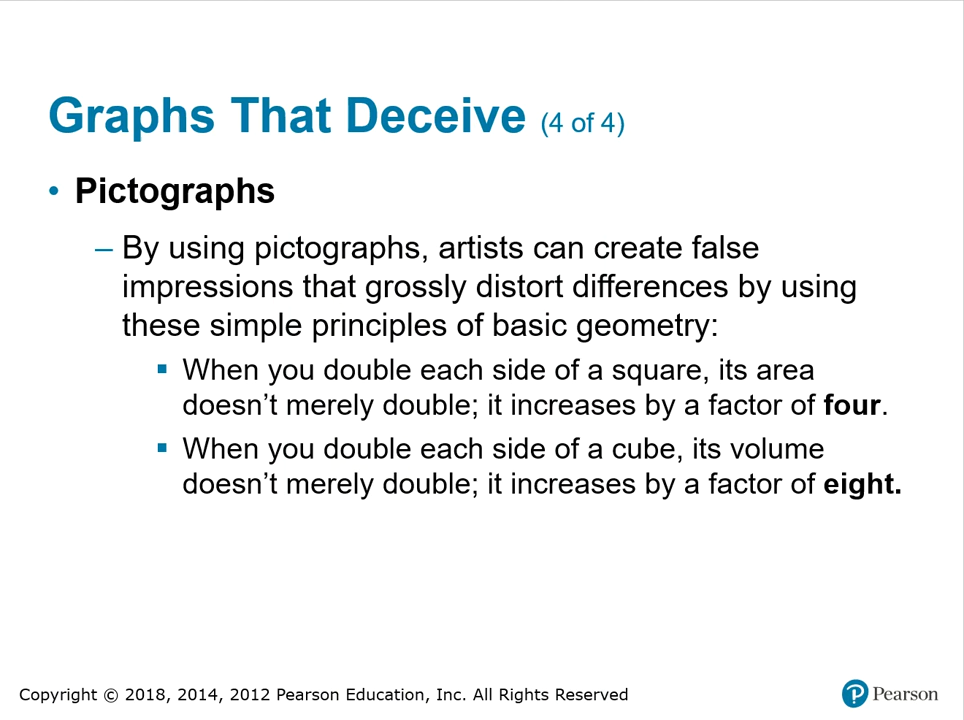 Graphs That Deceive (4 of 4)
• Pictographs
– By using pictographs, artists can create false
impressions that grossly distort differences by using
these simple principles of basic geometry:
▪ When you double each side of a square, its area
doesn’t merely double; it increases by a factor of four.
▪ When you double each side of a cube, its volume
doesn’t merely double; it increases by a factor of eight.
Copyright © 2018, 2014, 2012 Pearson Education, Inc. All Rights Reserved
P Pearson